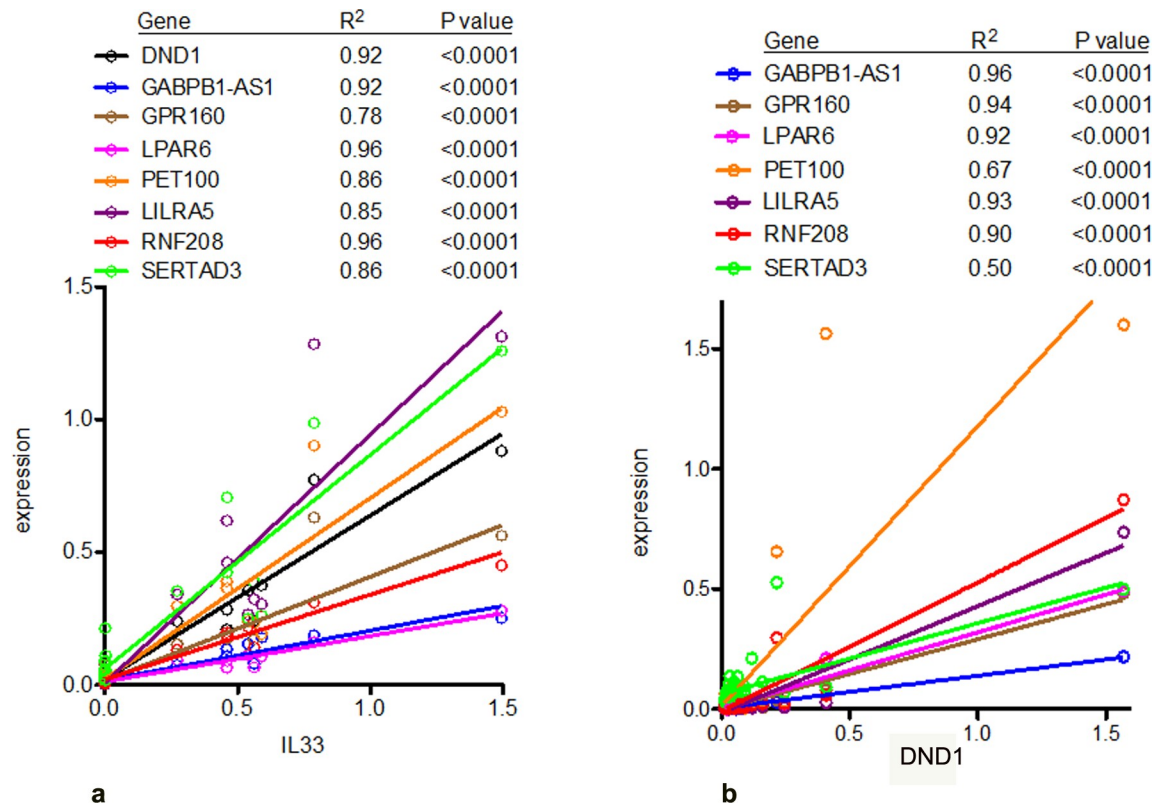 Gene R2 P value
DND1 0.92 <0.0001
GABPB1-AS1 0.92 <0.0001
GPR160 0.78 <0.0001
LPAR6 0.96 <0.0001
PET100 0.86 <0.0001
LILRA5 0.85 <0.0001
RNF208 0.96 <0.0001
SERTAD3 0.86 <0.0001
1.5
1.0
0.5
0.0
expression
0.0 0.5 1.0 1.5
IL33
a
Gene R2 P value
GABPB1-AS1 0.96 <0.0001
GPR160 0.94 <0.0001
LPAR6 0.92 <0.0001
PET100 0.67 <0.0001
LILRA5 0.93 <0.0001
RNF208 0.90 <0.0001
SERTAD3 0.50 <0.0001
1.5
1.0
0.5
0.0
expression
0.0 0.5 1.0 1.5
DND1
b